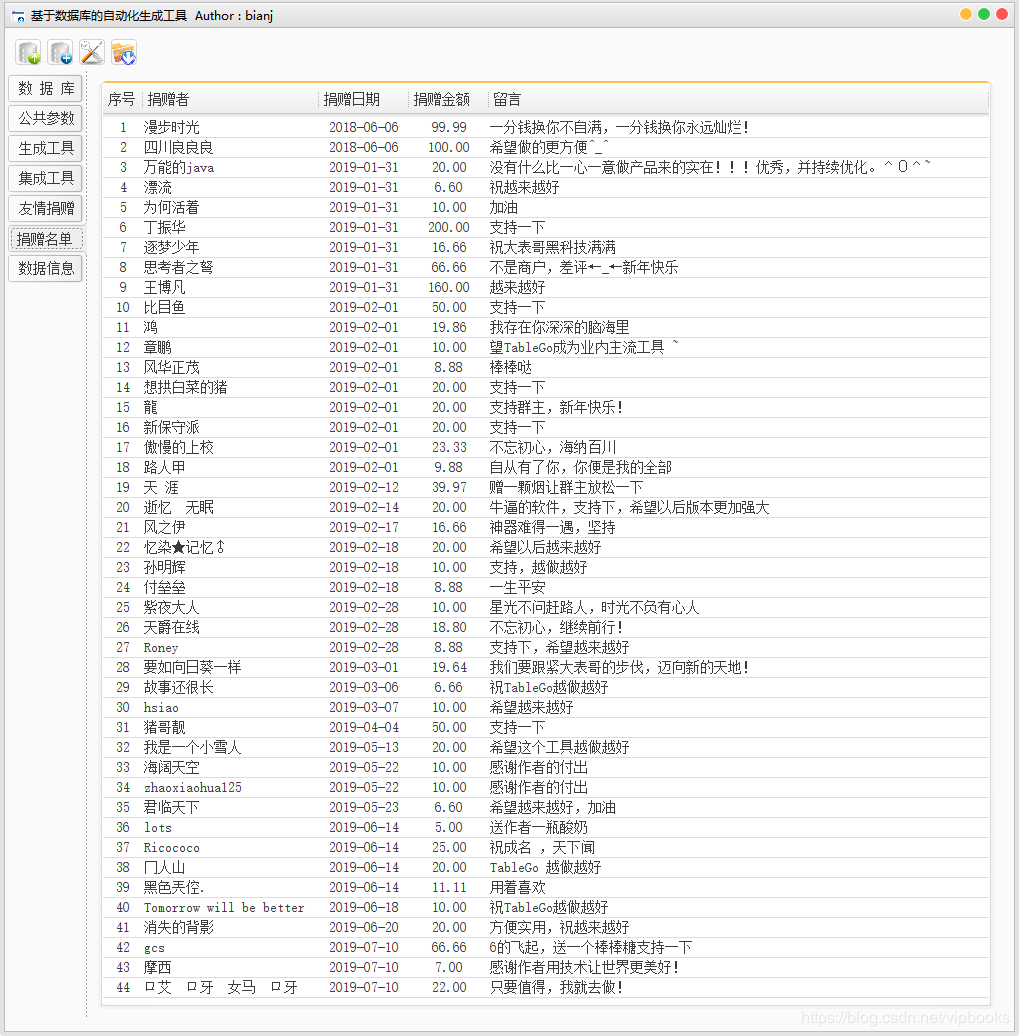 基于数据库的自动化生成工具 Author : bianj
数 据 库
公共参数
生成工具
集成工具
友情捐赠
捐赠名单
数据信息
序号 捐赠者 捐赠日期 捐赠金额 留言
1 漫步时光 2018-06-06 99.99 一分钱换你不自满，一分钱换你永远灿烂！
2 四川良良良 2018-06-06 100.00 希望做的更方便^_^
3 万能的java 2019-01-31 20.00 没有什么比一心一意做产品来的实在！！！优秀，并持续优化。＾Ｏ＾~
4 漂流 2019-01-31 6.60 祝越来越好
5 为何活着 2019-01-31 10.00 加油
6 丁振华 2019-01-31 200.00 支持一下
7 逐梦少年 2019-01-31 16.66 祝大表哥黑科技满满
8 思考者之弩 2019-01-31 66.66 不是商户，差评←_←新年快乐
9 王博凡 2019-01-31 160.00 越来越好
10 比目鱼 2019-02-01 50.00 支持一下
11 鸿 2019-02-01 19.86 我存在你深深的脑海里
12 章鹏 2019-02-01 10.00 望TableGo成为业内主流工具 ~
13 风华正茂 2019-02-01 8.88 棒棒哒
14 想拱白菜的猪 2019-02-01 20.00 支持一下
15 龍 2019-02-01 20.00 支持群主，新年快乐！
16 新保守派 2019-02-01 20.00 支持一下
17 傲慢的上校 2019-02-01 23.33 不忘初心，海纳百川
18 路人甲 2019-02-01 9.88 自从有了你，你便是我的全部
19 天 涯 2019-02-12 39.97 赠一颗烟让群主放松一下
20 逝忆　无眠 2019-02-14 20.00 牛逼的软件，支持下，希望以后版本更加强大
21 风之伊 2019-02-17 16.66 神器难得一遇，坚持
22 忆染★记忆 2019-02-18 20.00 希望以后越来越好
23 孙明辉 2019-02-18 10.00 支持，越做越好
24 付垒垒 2019-02-18 8.88 一生平安
25 紫夜大人 2019-02-28 10.00 星光不问赶路人，时光不负有心人
26 天爵在线 2019-02-28 18.80 不忘初心，继续前行！
27 Roney 2019-02-28 8.88 支持下，希望越来越好
28 要如向日葵一样 2019-03-01 19.64 我们要跟紧大表哥的步伐，迈向新的天地！
29 故事还很长 2019-03-06 6.66 祝TableGo越做越好
30 hsiao 2019-03-07 10.00 希望越来越好
31 猪哥靓 2019-04-04 50.00 支持一下
32 我是一个小雪人 2019-05-13 20.00 希望这个工具越做越好
33 海阔天空 2019-05-22 10.00 感谢作者的付出
34 zhaoxiaohua125 2019-05-22 10.00 感谢作者的付出
35 君临天下 2019-05-23 6.60 希望越来越好，加油
36 lots 2019-06-14 5.00 送作者一瓶酸奶
37 Ricococo 2019-06-14 25.00 祝成名 ，天下闻
38 冂人山 2019-06-14 20.00 TableGo 越做越好
39 黑色兲倥. 2019-06-14 11.11 用着喜欢
40 Tomorrow will be better 2019-06-18 10.00 祝TableGo越做越好
41 消失的背影 2019-06-20 20.00 方便实用，祝越来越好
42 gcs 2019-07-10 66.66 6的飞起，送一个棒棒糖支持一下
43 摩西 2019-07-10 7.00 感谢作者用技术让世界更美好！
44 口艾　口牙　女马　口牙 2019-07-10 22.00 只要值得，我就去做！
https://blog.csdn.net/vipbooks